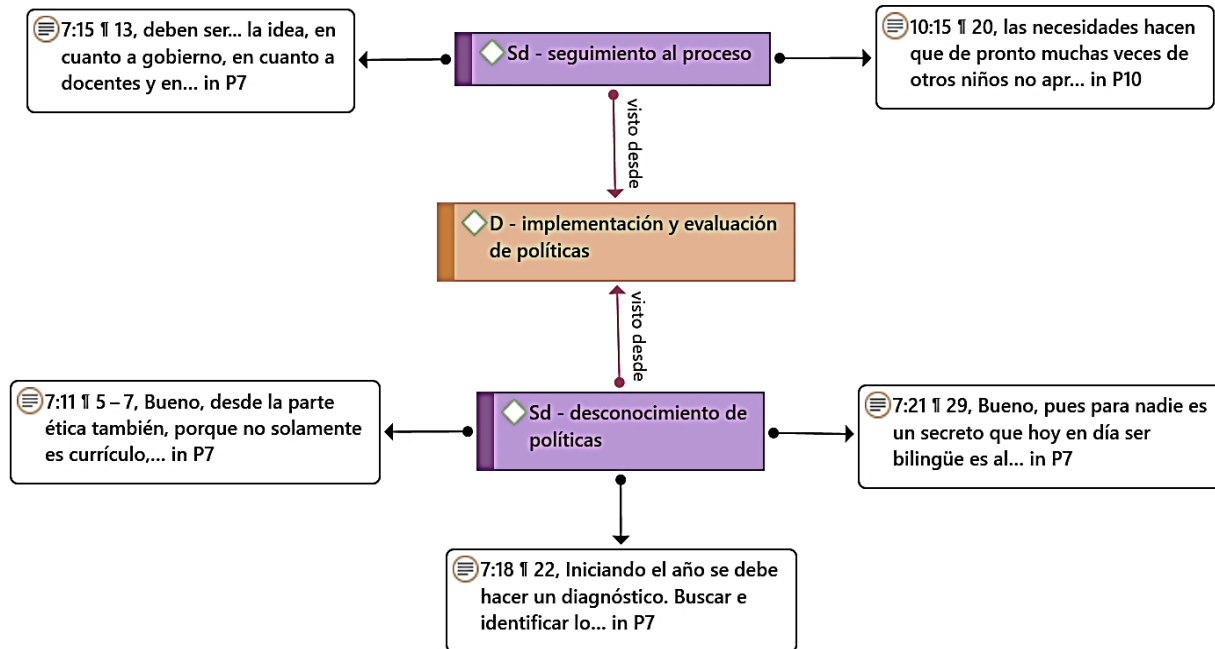 7:15 ¶ 13, deben ser... la idea, en
cuanto a gobierno, en cuanto a
docentes y en... in P7
Sd - seguimiento al proceso
10:15 ¶ 20, las necesidades hacen
que de pronto muchas veces de
otros niños no apr... in P10
visto desde
D - implementación y evaluación
de políticas
visto desde
7:11 ¶ 5 – 7, Bueno, desde la parte
ética también, porque no solamente
es currículo,... in P7
Sd - desconocimiento de
políticas
7:21 ¶ 29, Bueno, pues para nadie es
un secreto que hoy en día ser
bilingüe es al... in P7
7:18 ¶ 22, Iniciando el año se debe
hacer un diagnóstico. Buscar e
identificar lo... in P7